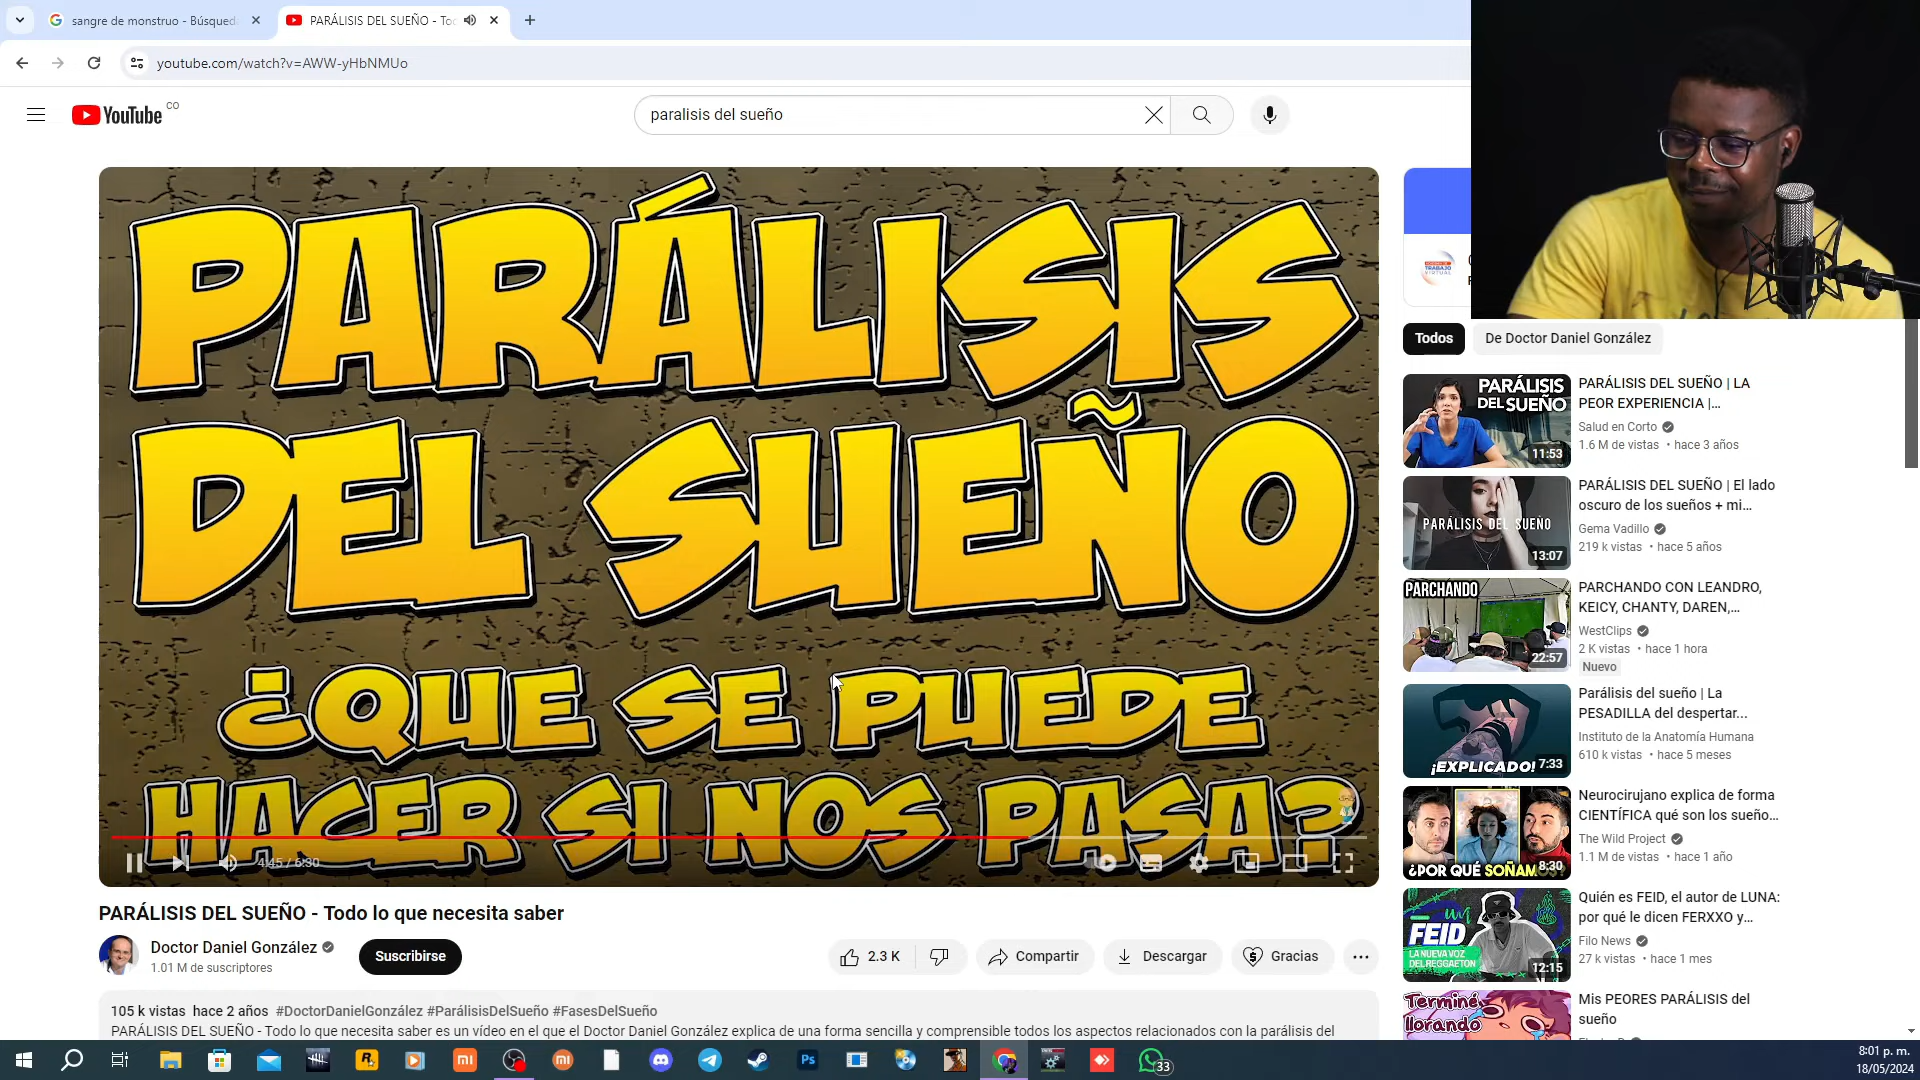 sangre de monstruo - Búsqued
PARÁLISIS DEL SUEÑO - Tod
youtube.com/watch?v=AWW-yHbNMUo
YouTube CO
paralisis del sueño
PARÁLISIS
DEL SUEÑO
¿QUE SE PUEDE
HACER SI NOS PASA?
4:45 / 6:30
PARÁLISIS DEL SUEÑO - Todo lo que necesita saber
Doctor Daniel González
1.01 M de suscriptores
Suscribirse
2.3 K
Compartir
Descargar
Gracias
105 k vistas hace 2 años #DoctorDanielGonzález #ParálisisDelSueño #FasesDelSueño
PARÁLISIS DEL SUEÑO - Todo lo que necesita saber es un vídeo en el que el Doctor Daniel González explica de una forma sencilla y comprensible todos los aspectos relacionados con la parálisis del
TRABAJO
VIRTUAL
Todos
De Doctor Daniel González
PARÁLISIS
DEL SUEÑO
11:53
PARÁLISIS DEL SUEÑO | LA
PEOR EXPERIENCIA |...
Salud en Corto
1.6 M de vistas • hace 3 años
PARÁLISIS DEL SUEÑO
13:07
PARÁLISIS DEL SUEÑO | El lado
oscuro de los sueños + mi...
Gema Vadillo
219 k vistas • hace 5 años
PARCHANDO
22:57
PARCHANDO CON LEANDRO,
KEICY, CHANTY, DAREN,...
WestClips
2 K vistas • hace 1 hora
Nuevo
¡EXPLICADO!
7:33
Parálisis del sueño | La
PESADILLA del despertar...
Instituto de la Anatomía Humana
610 k vistas • hace 5 meses
¿POR QUÉ SOÑAMOS?
8:30
Neurocirujano explica de forma
CIENTÍFICA qué son los sueño...
The Wild Project
1.1 M de vistas • hace 1 año
FEID
LA NUEVA VOZ
DEL REGGAETON
12:15
Quién es FEID, el autor de LUNA:
por qué le dicen FERXXO y...
Filo News
27 k vistas • hace 1 mes
Terminé
llorando
Mis PEORES PARÁLISIS del
sueño
Ps
33
8:01 p. m.
18/05/2024